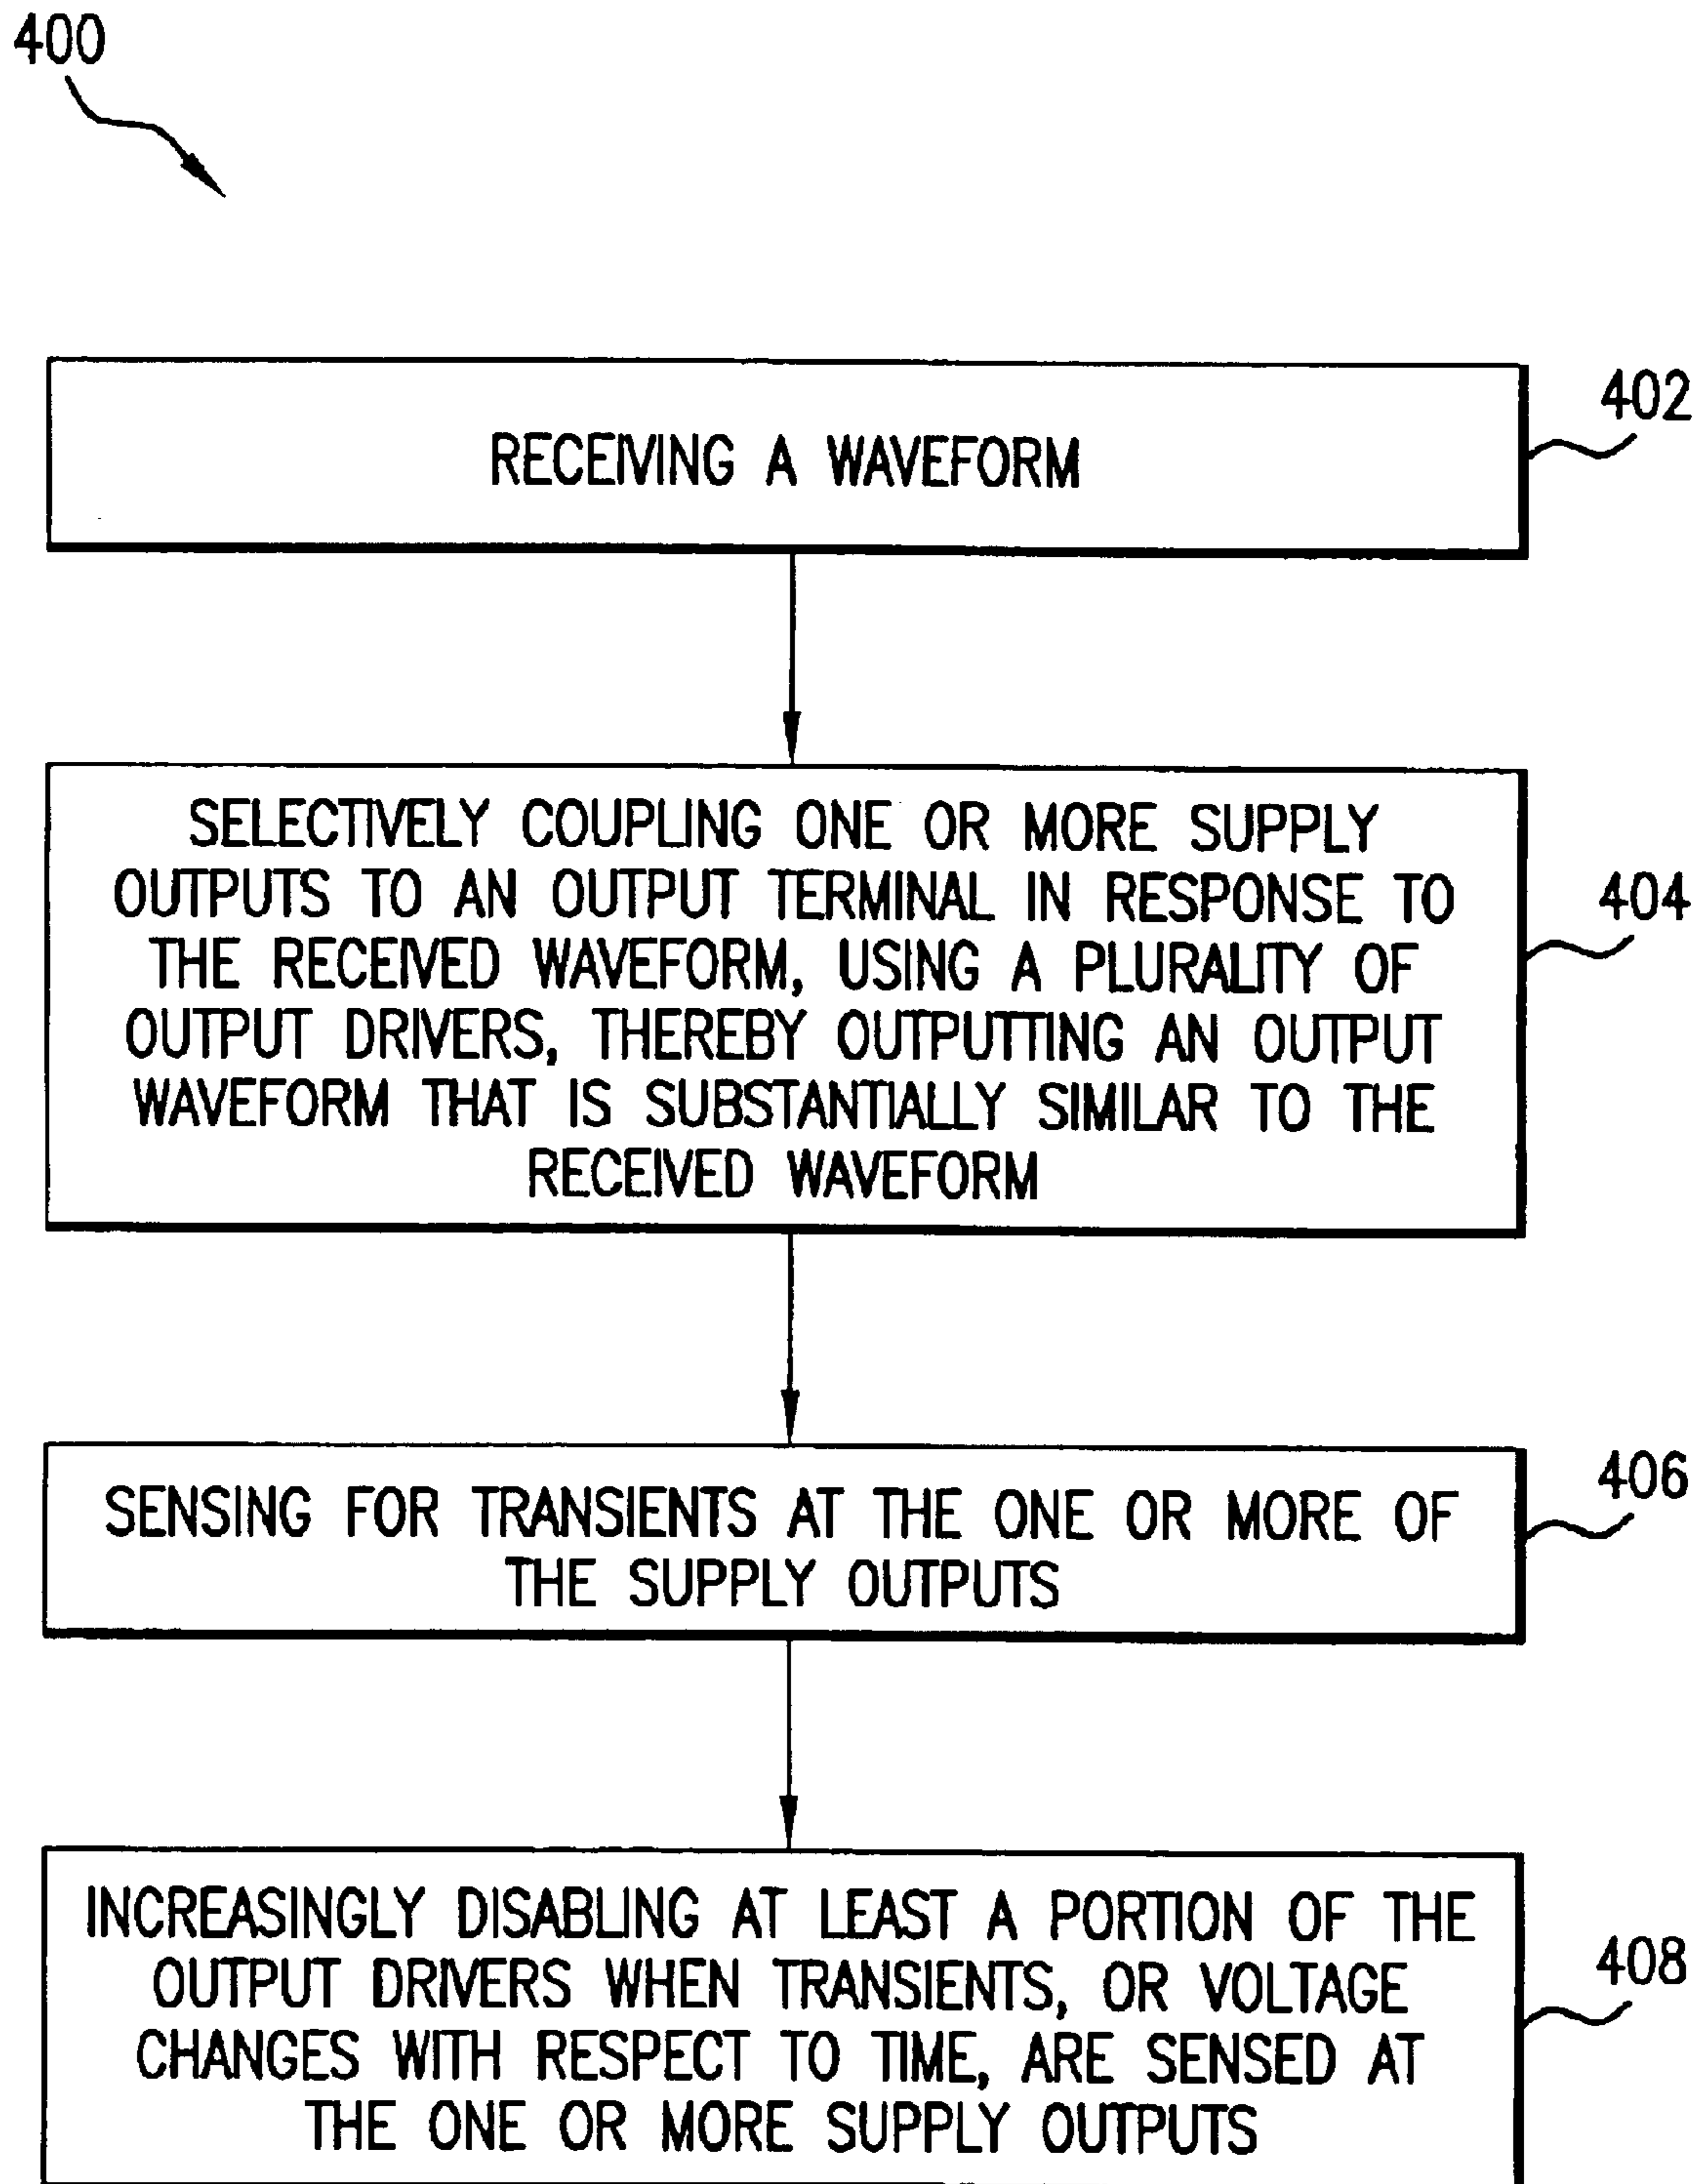 400
402
RECEIVING A WAVEFORM
SELECTIVELY COUPLING ONE OR MORE SUPPLY
OUTPUTS TO AN OUTPUT TERMINAL IN RESPONSE TO
404
THE RECEIVED WAVEFORM, USING A PLURALITY OF
OUTPUT DRIVERS, THEREBY OUTPUTTING AN OUTPUT
WAVEFORM THAT IS SUBSTANTIALLY SIMILAR TO THE
RECEIVED WAVEFORM
406
SENSING FOR TRANSIENTS AT THE ONE OR MORE OF
THE SUPPLY OUTPUTS
INCREASINGLY DISABLING AT LEAST A PORTION OF THE
408
OUTPUT DRIVERS WHEN TRANSIENTS, OR VOLTAGE
CHANGES WITH RESPECT TO TIME, ARE SENSED AT
THE ONE OR MORE SUPPLY OUTPUTS